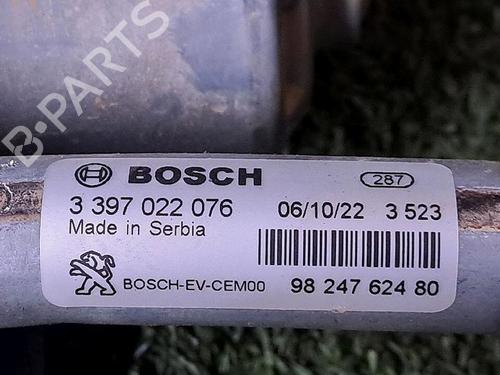 B-PARTS
BOSCH 287
3 397 022 076 06/10/22 3 523
Made in Serbia
BOSCH-EV-CEM00 98 247 624 80